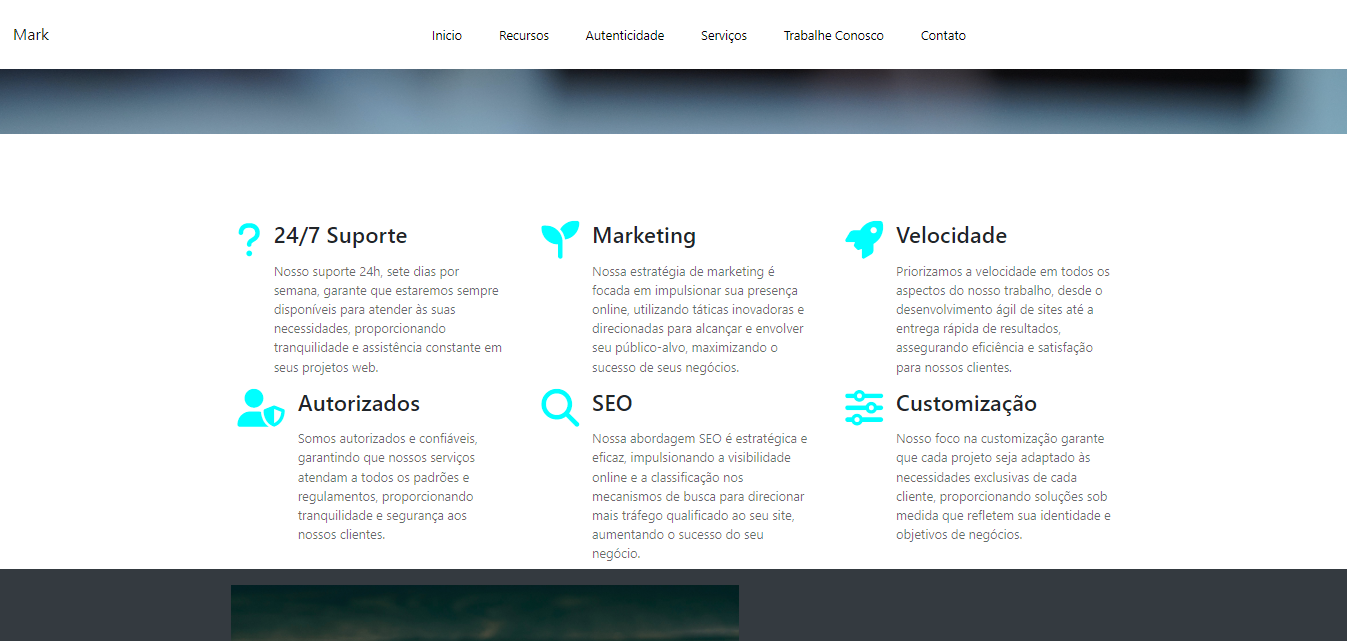 Mark
Inicio Recursos Autenticidade Serviços Trabalhe Conosco Contato
24/7 Suporte
Nosso suporte 24h, sete dias por
semana, garante que estaremos sempre
disponíveis para atender às suas
necessidades, proporcionando
tranquilidade e assistência constante em
seus projetos web.
Marketing
Nossa estratégia de marketing é
focada em impulsionar sua presença
online, utilizando táticas inovadoras e
direcionadas para alcançar e envolver
seu público-alvo, maximizando o
sucesso de seus negócios.
Velocidade
Priorizamos a velocidade em todos os
aspectos do nosso trabalho, desde o
desenvolvimento ágil de sites até a
entrega rápida de resultados,
assegurando eficiência e satisfação
para nossos clientes.
Autorizados
Somos autorizados e confiáveis,
garantindo que nossos serviços
atendam a todos os padrões e
regulamentos, proporcionando
tranquilidade e segurança aos
nossos clientes.
SEO
Nossa abordagem SEO é estratégica e
eficaz, impulsionando a visibilidade
online e a classificação nos
mecanismos de busca para direcionar
mais tráfego qualificado ao seu site,
aumentando o sucesso do seu
negócio.
Customização
Nosso foco na customização garante
que cada projeto seja adaptado às
necessidades exclusivas de cada
cliente, proporcionando soluções sob
medida que refletem sua identidade e
objetivos de negócios.